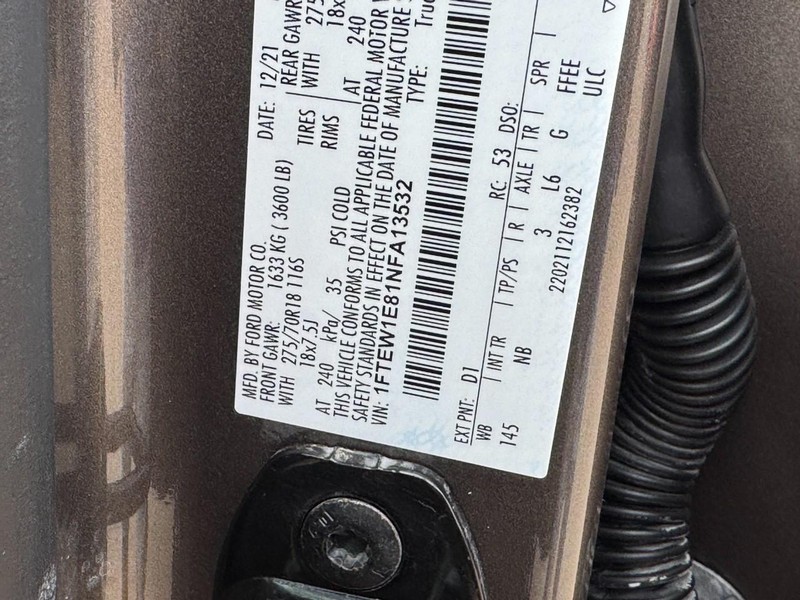 MFD. BY FORD MOTOR CO.
DATE: 12/21
FRONT GAWR: 1633 KG ( 3600 LB)
REAR GAWR
WITH 275/70R18 116S
TIRES
WITH 275
18x7.5J
RIMS
18x
AT 240 kPa/ 35 PSI COLD
AT 240
THIS VEHICLE CONFORMS TO ALL APPLICABLE FEDERAL MOTOR
SAFETY STANDARDS IN EFFECT ON THE DATE OF MANUFACTURE
VIN: 1FTEW1E81NFA13532
TYPE:
EXT PNT: D1
RC: 53
DSO:
WB | INT TR | TP/PS | R | AXLE | TR | SPR |
145 NB 3 L6 G FFEE
ULC
2202112162382